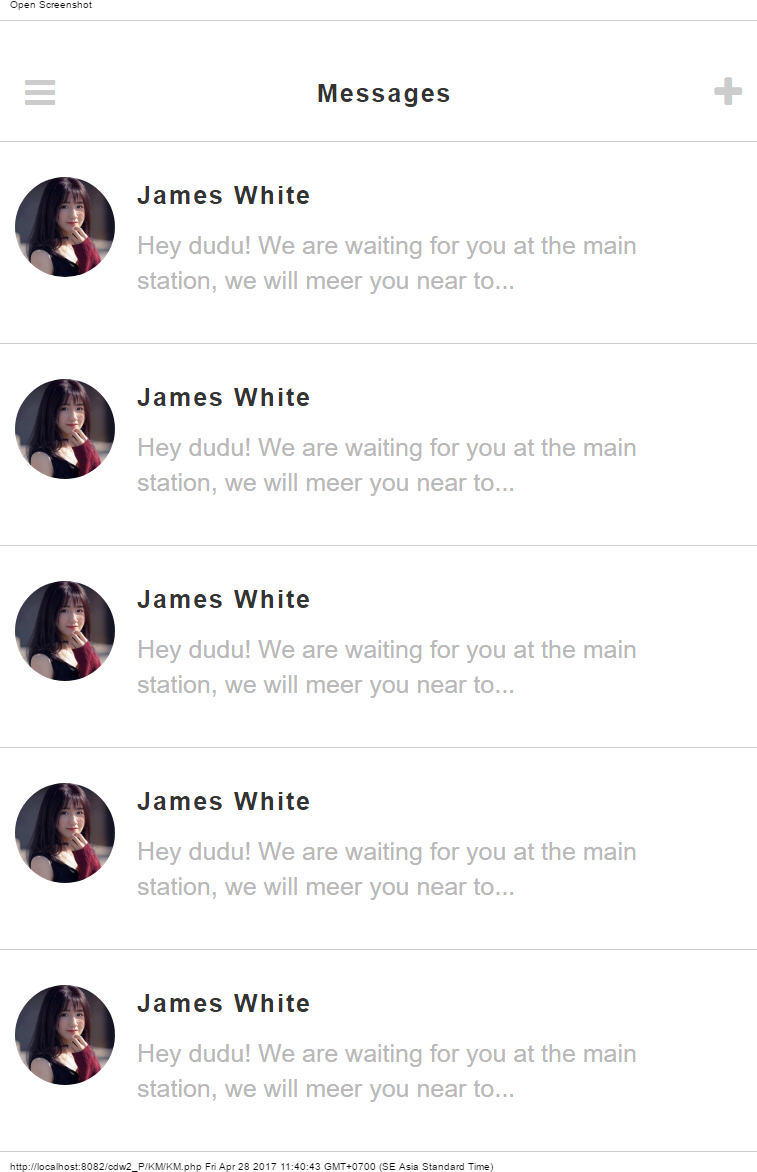 Open Screenshot
Messages
James White
Hey dudu! We are waiting for you at the main
station, we will meer you near to...
James White
Hey dudu! We are waiting for you at the main
station, we will meer you near to...
James White
Hey dudu! We are waiting for you at the main
station, we will meer you near to...
James White
Hey dudu! We are waiting for you at the main
station, we will meer you near to...
James White
Hey dudu! We are waiting for you at the main
station, we will meer you near to...
http://localhost:8082/cdw2_P/KM/KM.php Fri Apr 28 2017 11:40:43 GMT+0700 (SE Asia Standard Time)